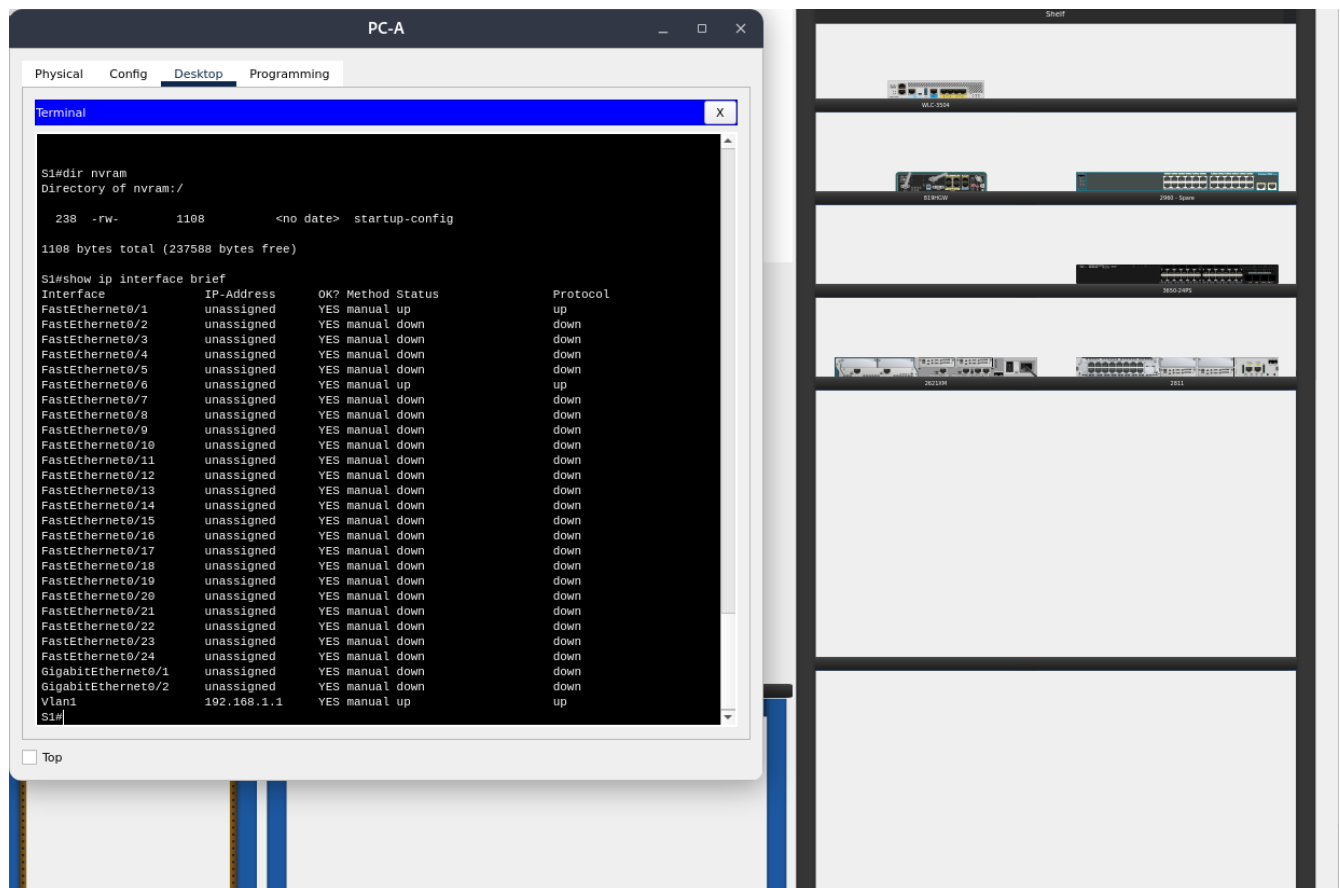 PC-A
Physical Config Desktop Programming
Terminal
X
S1#dir nvram
Directory of nvram:/
238 -rw- 1108 <no date> startup-config
1108 bytes total (237588 bytes free)
S1#show ip interface brief
Interface IP-Address OK? Method Status Protocol
FastEthernet0/1 unassigned YES manual up up
FastEthernet0/2 unassigned YES manual down down
FastEthernet0/3 unassigned YES manual down down
FastEthernet0/4 unassigned YES manual down down
FastEthernet0/5 unassigned YES manual down down
FastEthernet0/6 unassigned YES manual up up
FastEthernet0/7 unassigned YES manual down down
FastEthernet0/8 unassigned YES manual down down
FastEthernet0/9 unassigned YES manual down down
FastEthernet0/10 unassigned YES manual down down
FastEthernet0/11 unassigned YES manual down down
FastEthernet0/12 unassigned YES manual down down
FastEthernet0/13 unassigned YES manual down down
FastEthernet0/14 unassigned YES manual down down
FastEthernet0/15 unassigned YES manual down down
FastEthernet0/16 unassigned YES manual down down
FastEthernet0/17 unassigned YES manual down down
FastEthernet0/18 unassigned YES manual down down
FastEthernet0/19 unassigned YES manual down down
FastEthernet0/20 unassigned YES manual down down
FastEthernet0/21 unassigned YES manual down down
FastEthernet0/22 unassigned YES manual down down
FastEthernet0/23 unassigned YES manual down down
FastEthernet0/24 unassigned YES manual down down
GigabitEthernet0/1 unassigned YES manual down down
GigabitEthernet0/2 unassigned YES manual down down
Vlan1 192.168.1.1 YES manual up up
S1#
Top
Shelf
WLC-3504
819HGW
2960 - Spare
3650-24PS
2621XM
2811